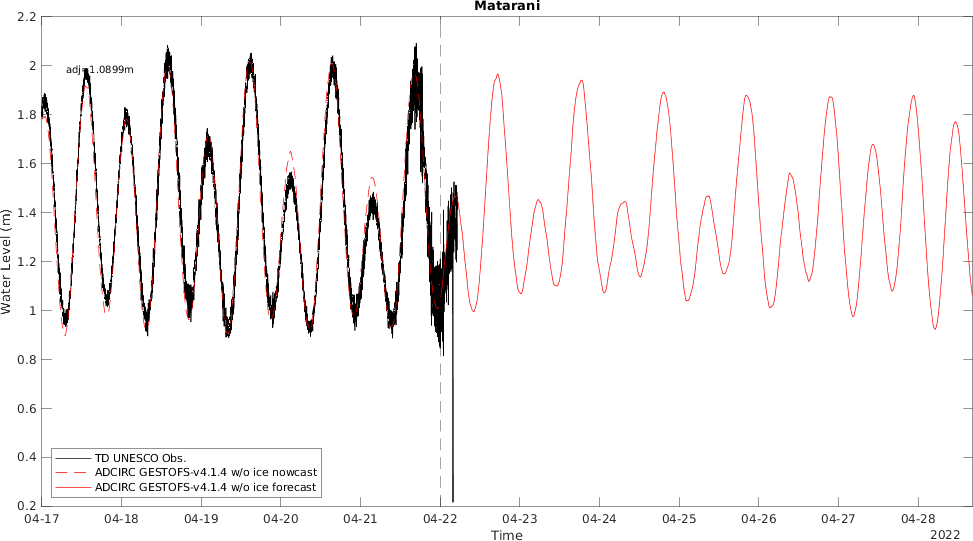 Matarani
2.2
2
1.8
1.6
1.4
1.2
1
0.8
0.6
0.4
0.2
Water Level (m)
adj=1.0899m
TD UNESCO Obs.
ADCIRC GESTOFS-v4.1.4 w/o ice nowcast
ADCIRC GESTOFS-v4.1.4 w/o ice forecast
04-17 04-18 04-19 04-20 04-21 04-22 04-23 04-24 04-25 04-26 04-27 04-28
Time
2022